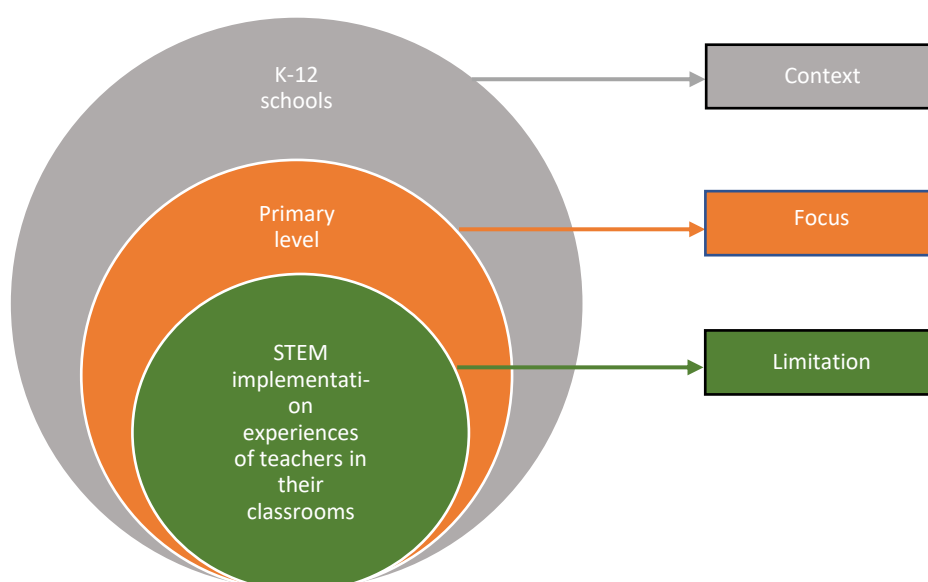 K-12
schools
Context
Primary
level
Focus
STEM
implementati-
on
experiences
of teachers in
their
classrooms
Limitation